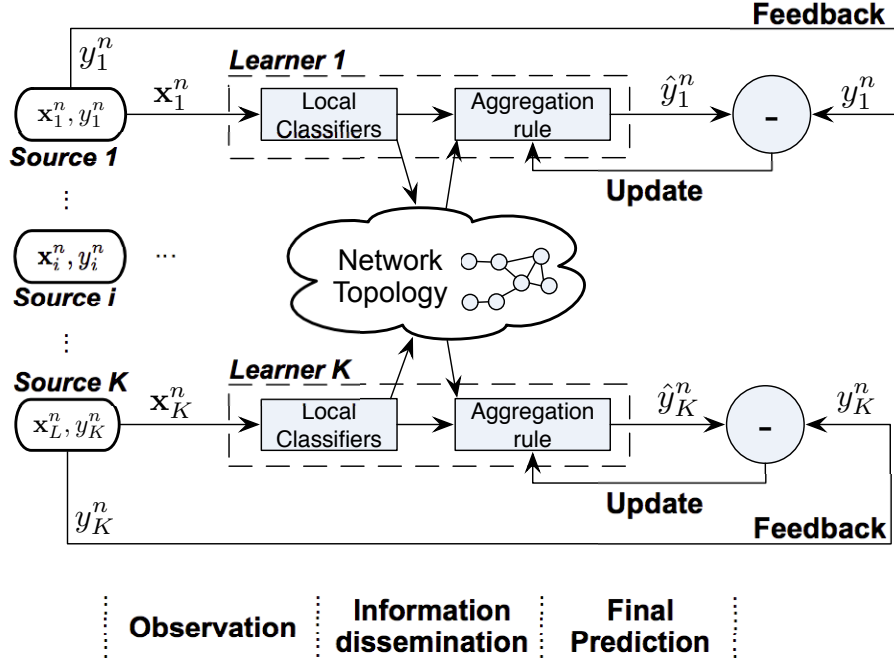 Feedback
y_1^n
Learner 1
x_1^n
Local
Classifiers
Aggregation
rule
ŷ_1^n
-
y_1^n
x_1^n, y_1^n
Source 1
Update
⋮
x_i^n, y_i^n
...
Source i
Network
Topology
⋮
Source K
Learner K
x_K^n
Local
Classifiers
Aggregation
rule
ŷ_K^n
-
y_K^n
x_L^n, y_K^n
Update
y_K^n
Feedback
Observation
Information
dissemination
Final
Prediction